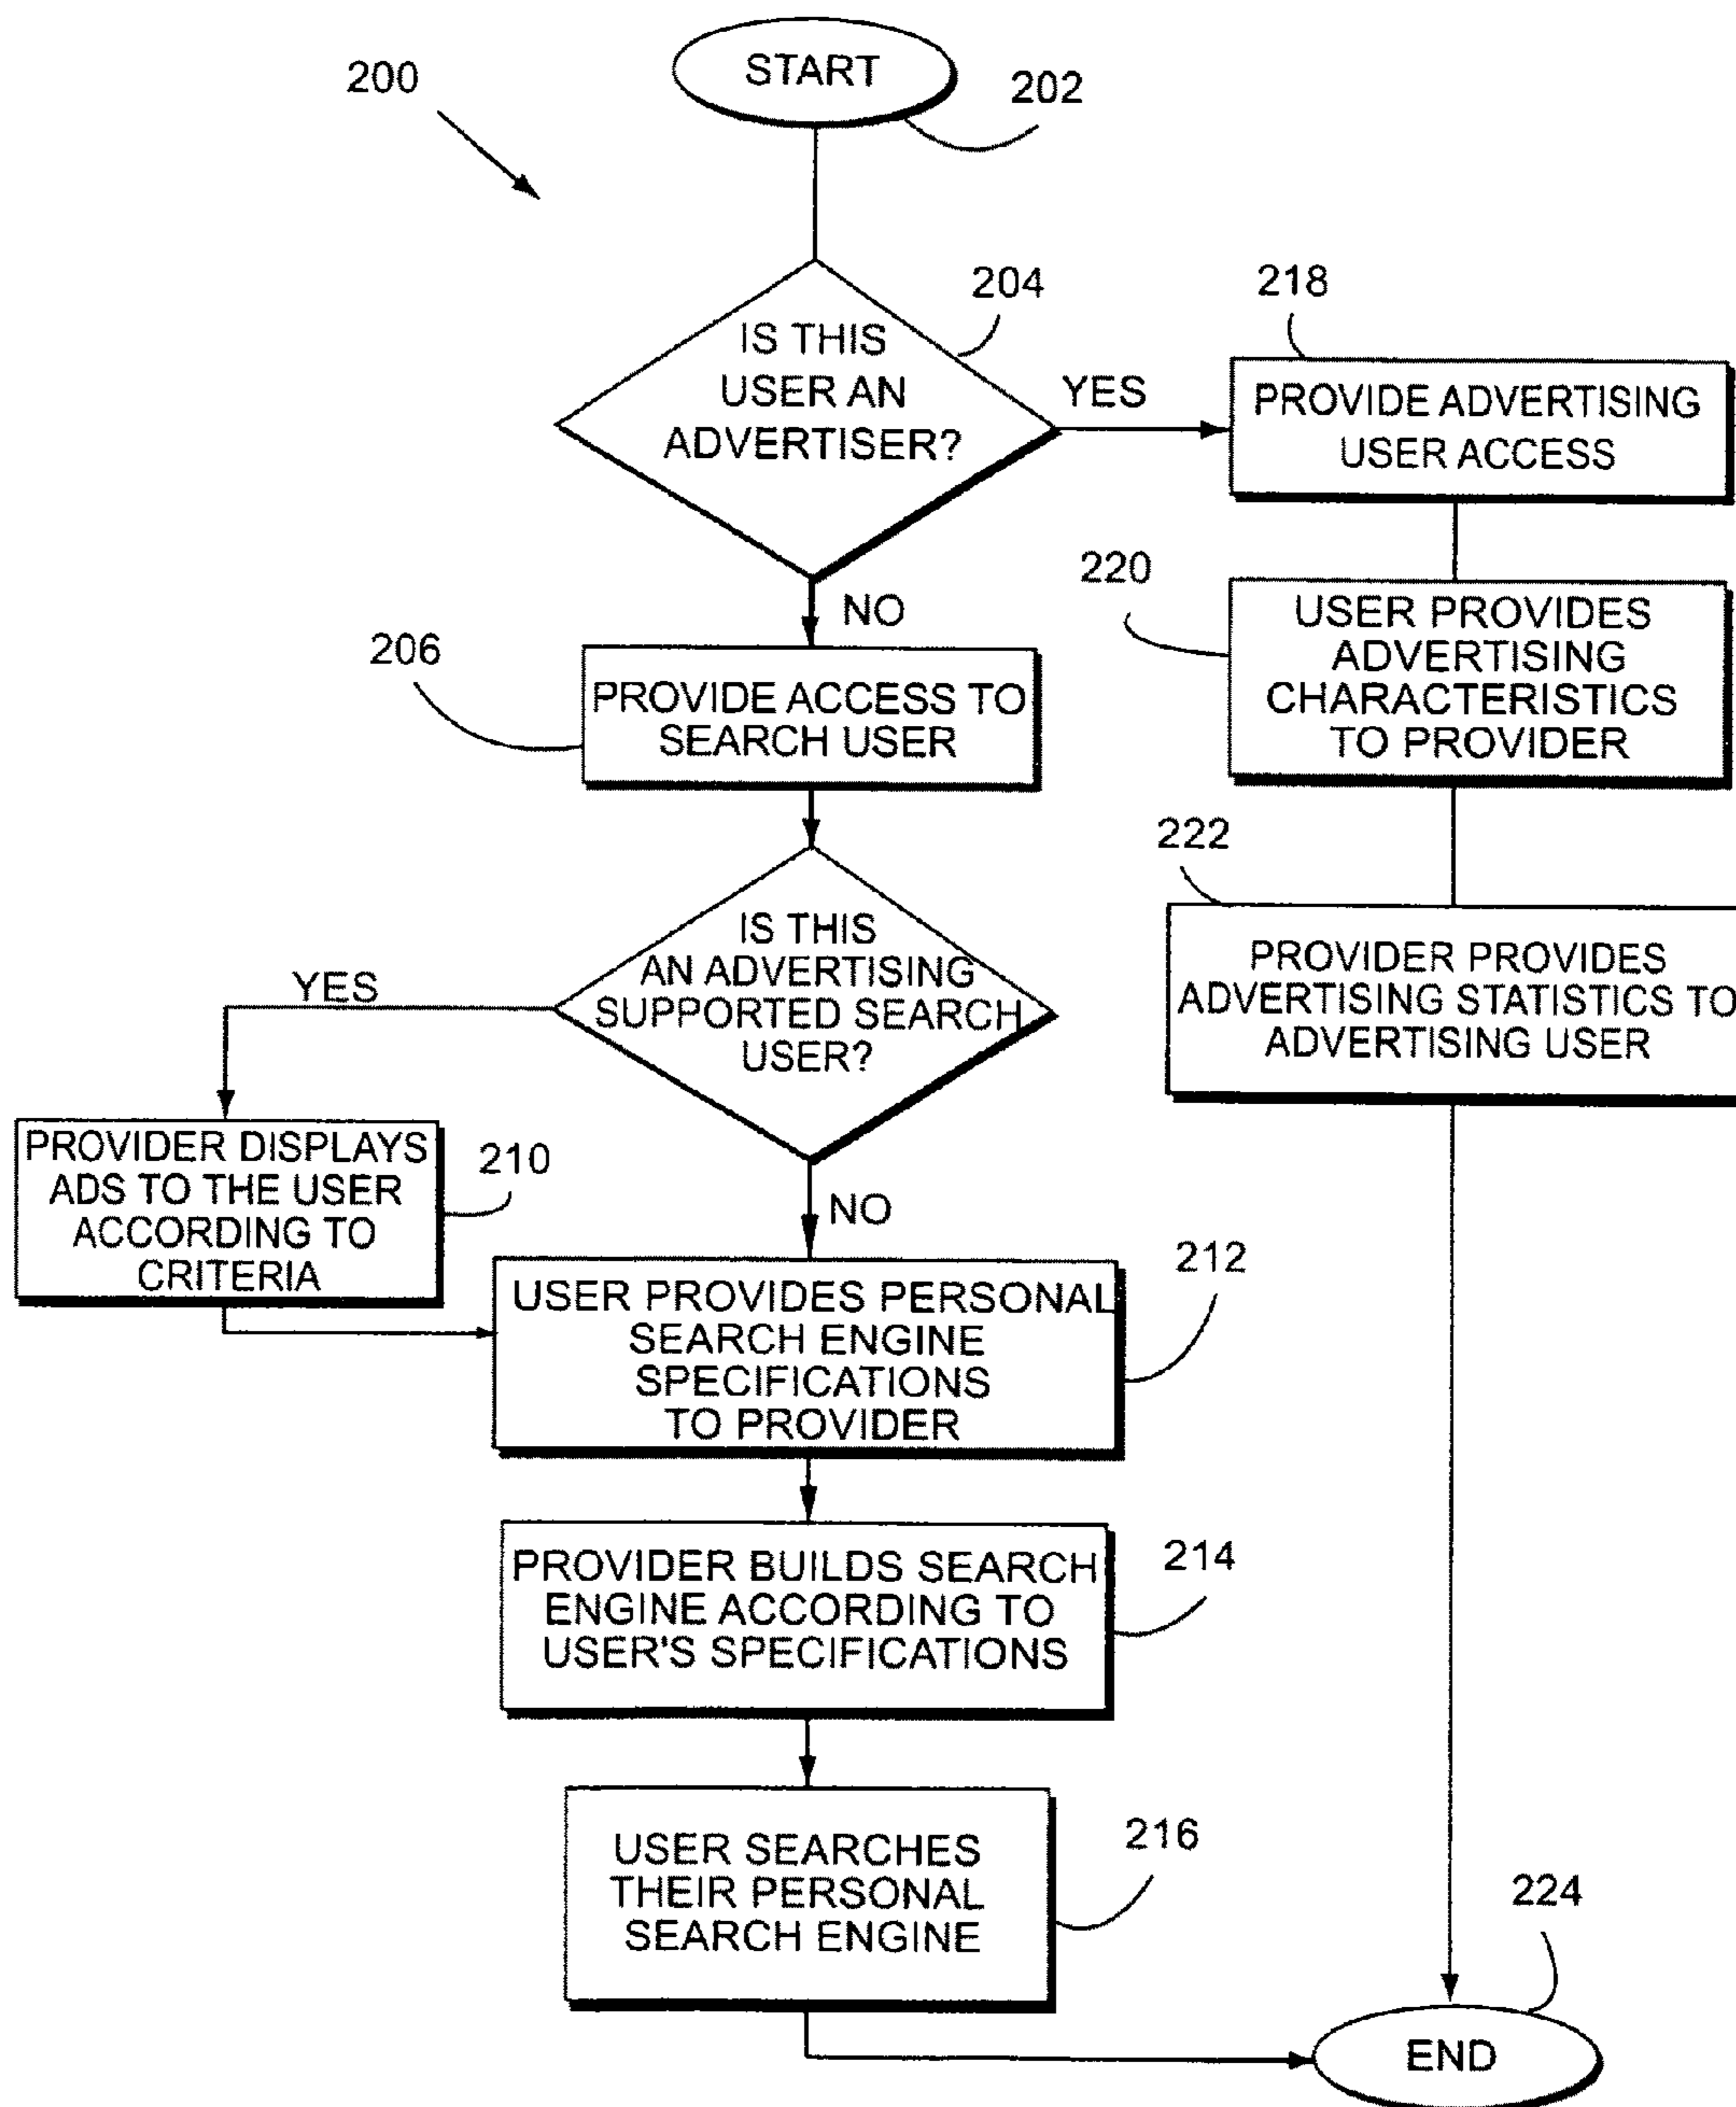 200
START
202
IS THIS
USER AN
ADVERTISER?
204
YES
218
PROVIDE ADVERTISING
USER ACCESS
NO
220
USER PROVIDES
ADVERTISING
CHARACTERISTICS
TO PROVIDER
206
PROVIDE ACCESS TO
SEARCH USER
222
PROVIDER PROVIDES
ADVERTISING STATISTICS TO
ADVERTISING USER
IS THIS
AN ADVERTISING
SUPPORTED SEARCH
USER?
YES
PROVIDER DISPLAYS
ADS TO THE USER
ACCORDING TO
CRITERIA
210
NO
USER PROVIDES PERSONAL
SEARCH ENGINE
SPECIFICATIONS
TO PROVIDER
212
PROVIDER BUILDS SEARCH
ENGINE ACCORDING TO
USER'S SPECIFICATIONS
214
USER SEARCHES
THEIR PERSONAL
SEARCH ENGINE
216
224
END